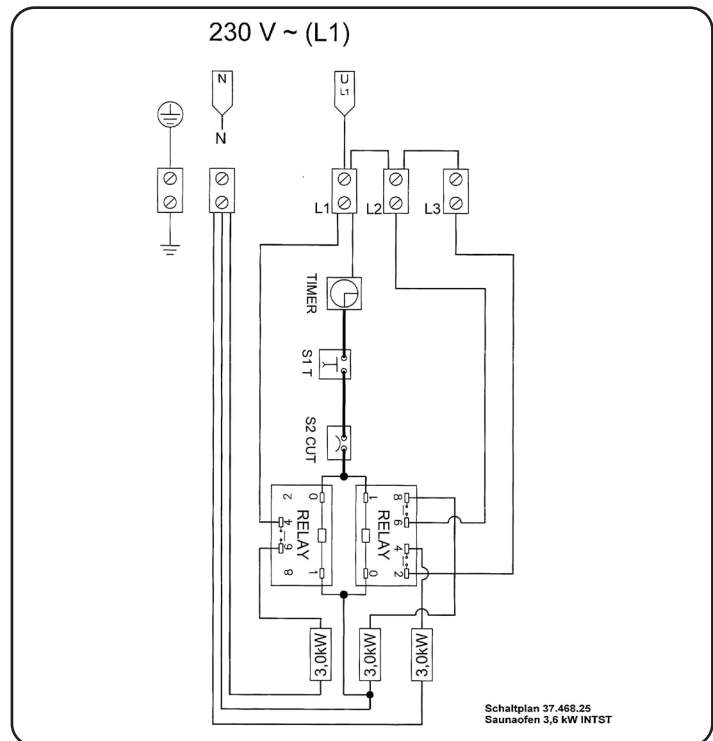 230 V ~ (L1)
N
U
L1
N
L1
L2
L3
TIMER
S1 T
S2 CUT
2
0
1
8
4
RELAY
RELAY
6
6
4
8
1
0
2
3,0kW
3,0kW
3,0kW
Schaltplan 37.468.25
Saunaofen 3,6 kW INTST